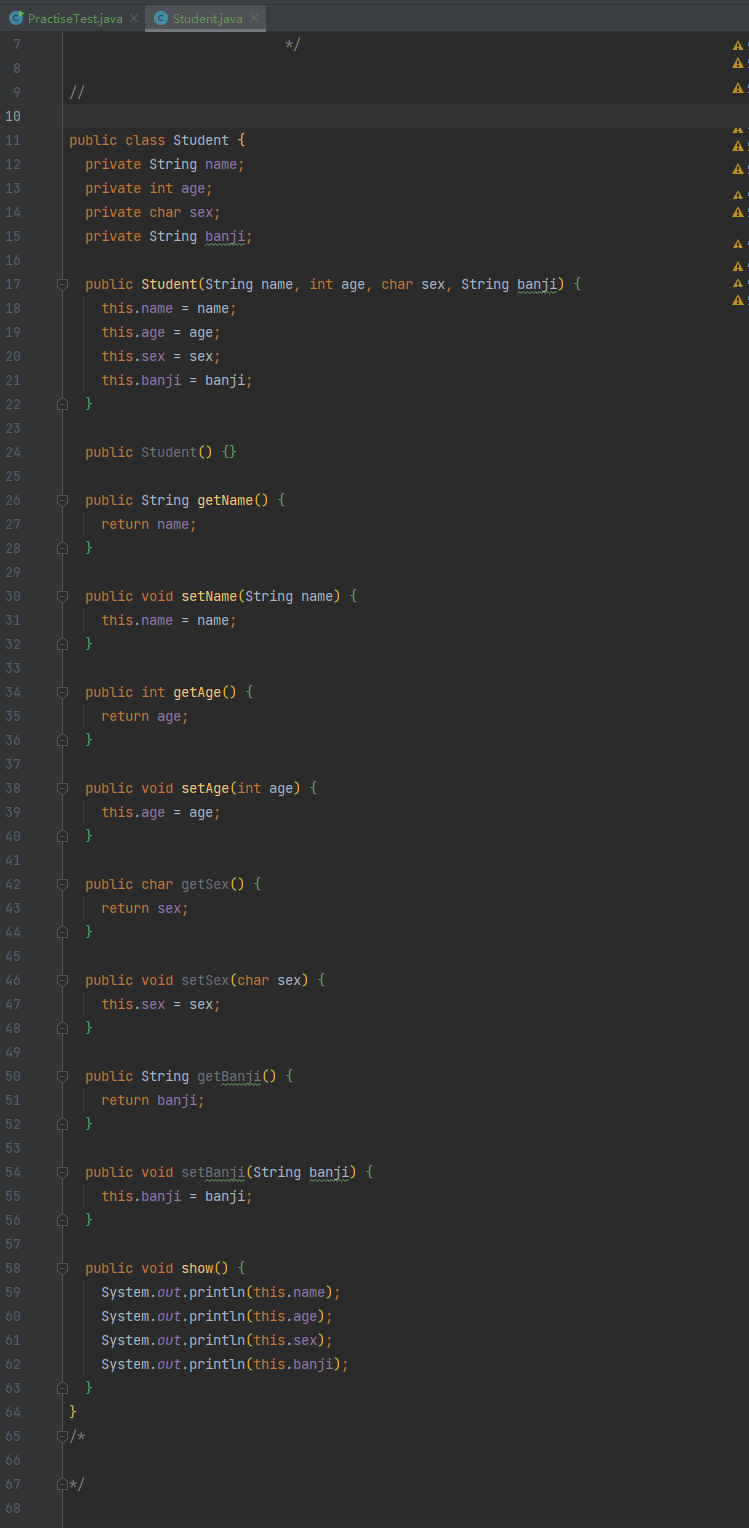 PractiseTest.java Student.java
7 */
8
9 //
10
11 public class Student {
12   private String name;
13   private int age;
14   private char sex;
15   private String banji;
16
17   public Student(String name, int age, char sex, String banji) {
18     this.name = name;
19     this.age = age;
20     this.sex = sex;
21     this.banji = banji;
22   }
23
24   public Student() {}
25
26   public String getName() {
27     return name;
28   }
29
30   public void setName(String name) {
31     this.name = name;
32   }
33
34   public int getAge() {
35     return age;
36   }
37
38   public void setAge(int age) {
39     this.age = age;
40   }
41
42   public char getSex() {
43     return sex;
44   }
45
46   public void setSex(char sex) {
47     this.sex = sex;
48   }
49
50   public String getBanji() {
51     return banji;
52   }
53
54   public void setBanji(String banji) {
55     this.banji = banji;
56   }
57
58   public void show() {
59     System.out.println(this.name);
60     System.out.println(this.age);
61     System.out.println(this.sex);
62     System.out.println(this.banji);
63   }
64 }
65 /*
66
67 */
68